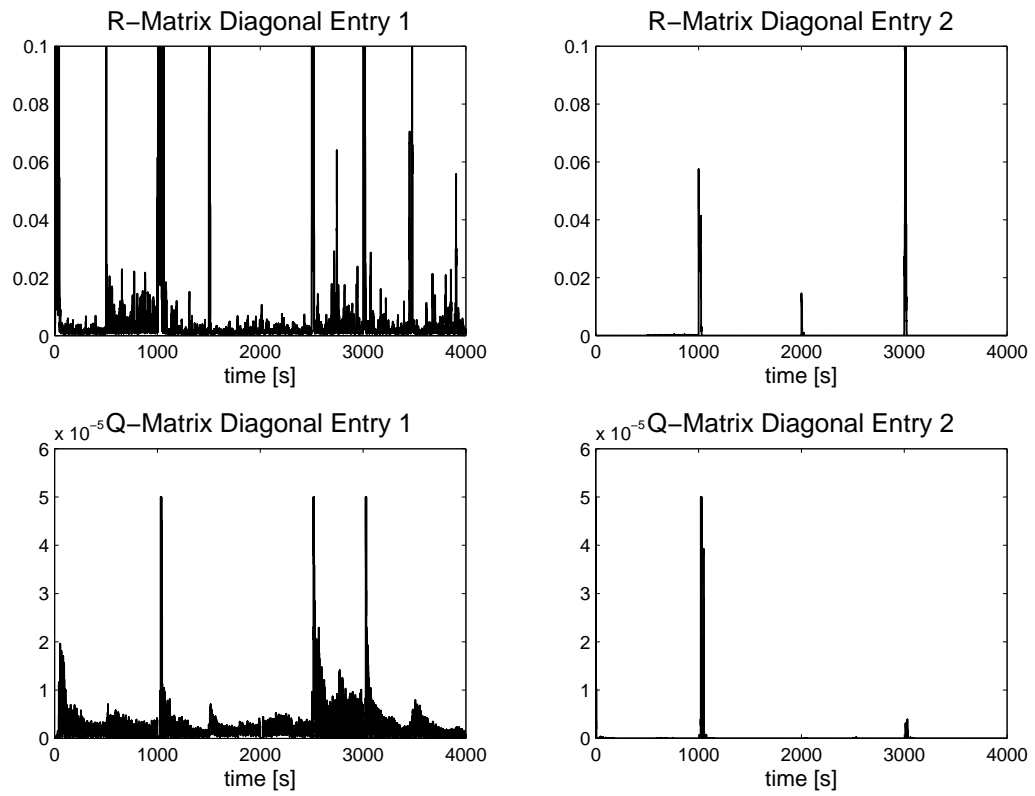 R−Matrix Diagonal Entry 1
0.1
0.08
0.06
0.04
0.02
0
0 1000 2000 3000 4000
time [s]
R−Matrix Diagonal Entry 2
0.1
0.08
0.06
0.04
0.02
0
0 1000 2000 3000 4000
time [s]
x 10⁻⁵
Q−Matrix Diagonal Entry 1
6
5
4
3
2
1
0
0 1000 2000 3000 4000
time [s]
x 10⁻⁵
Q−Matrix Diagonal Entry 2
6
5
4
3
2
1
0
0 1000 2000 3000 4000
time [s]